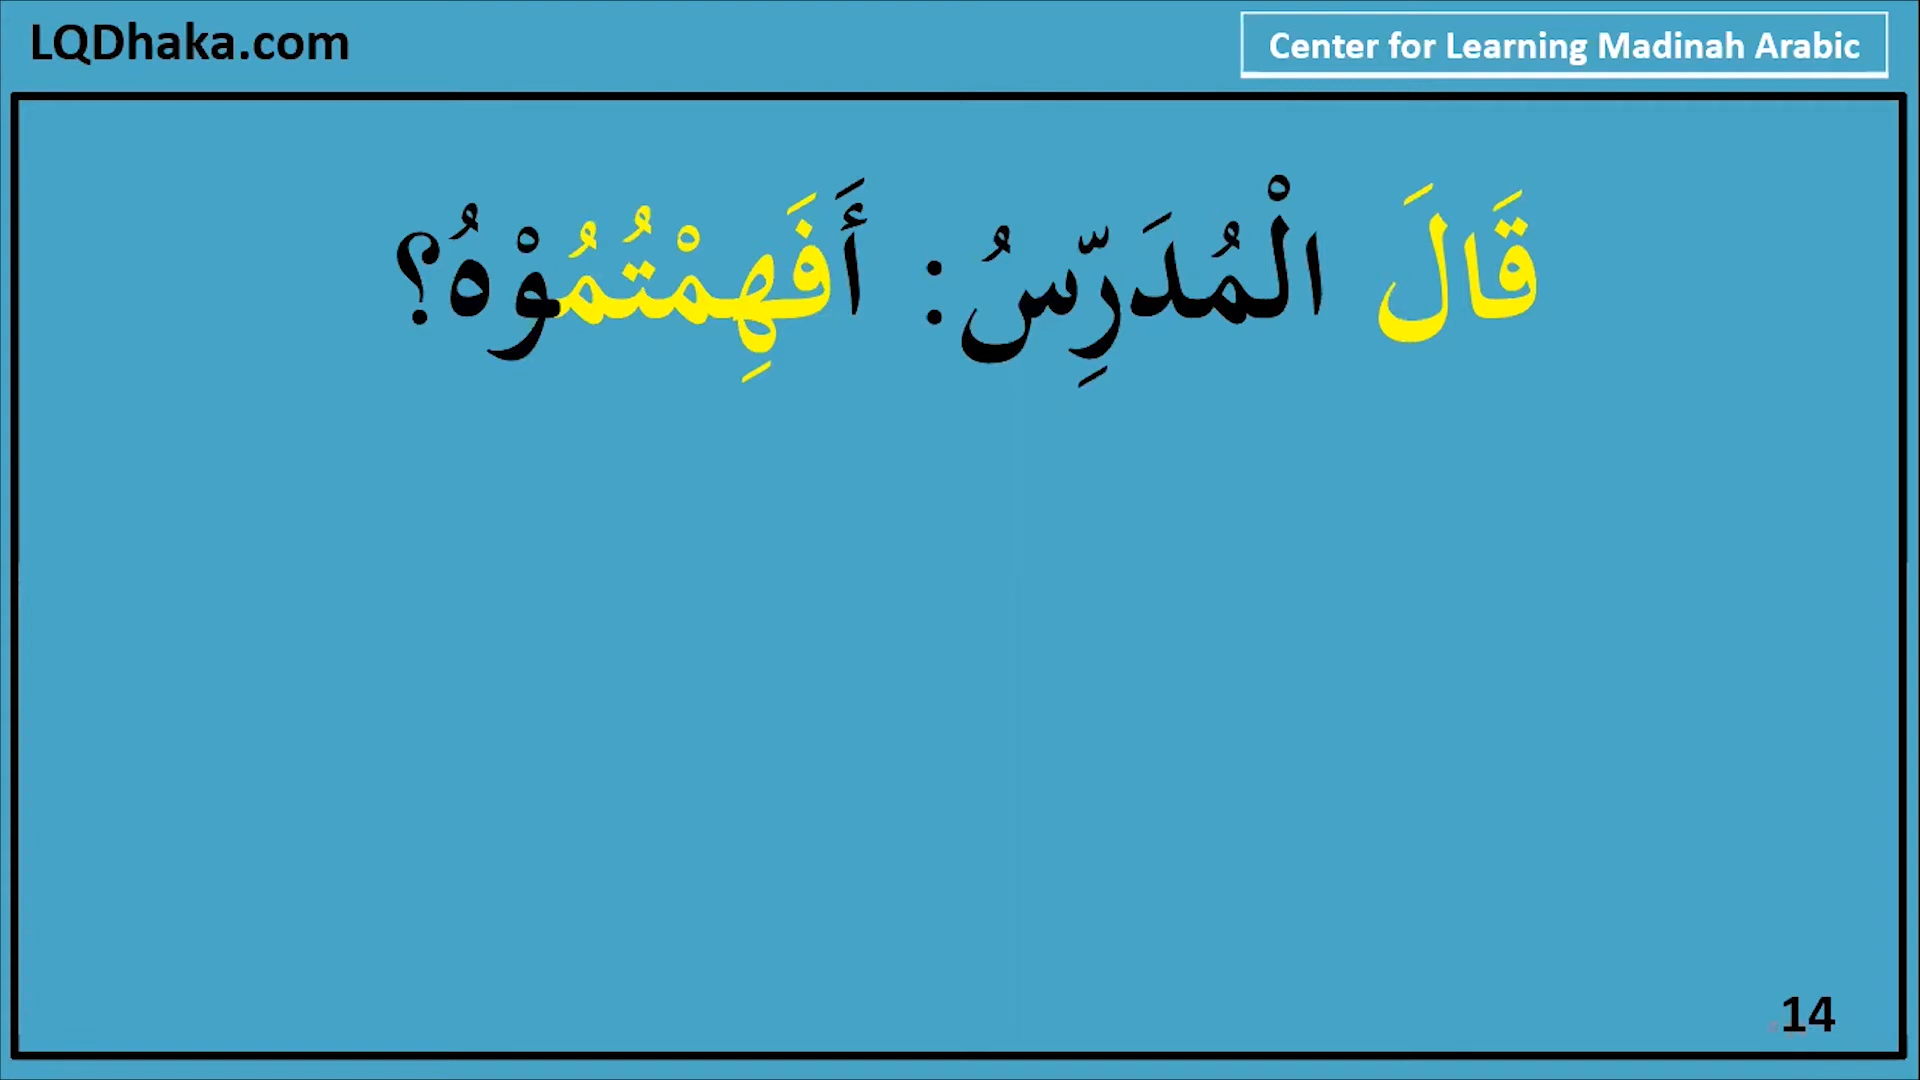 LQDhaka.com
Center for Learning Madinah Arabic
قَالَ الْمُدَرِّسُ: أَفَهِمْتُمُوْهُ؟
14